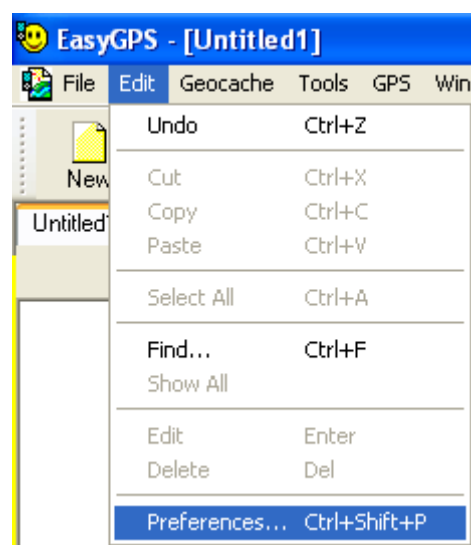 EasyGPS - [Untitled1]
File Edit Geocache Tools GPS Win
New
Untitled1
Undo Ctrl+Z
Cut Ctrl+X
Copy Ctrl+C
Paste Ctrl+V
Select All Ctrl+A
Find... Ctrl+F
Show All
Edit Enter
Delete Del
Preferences... Ctrl+Shift+P